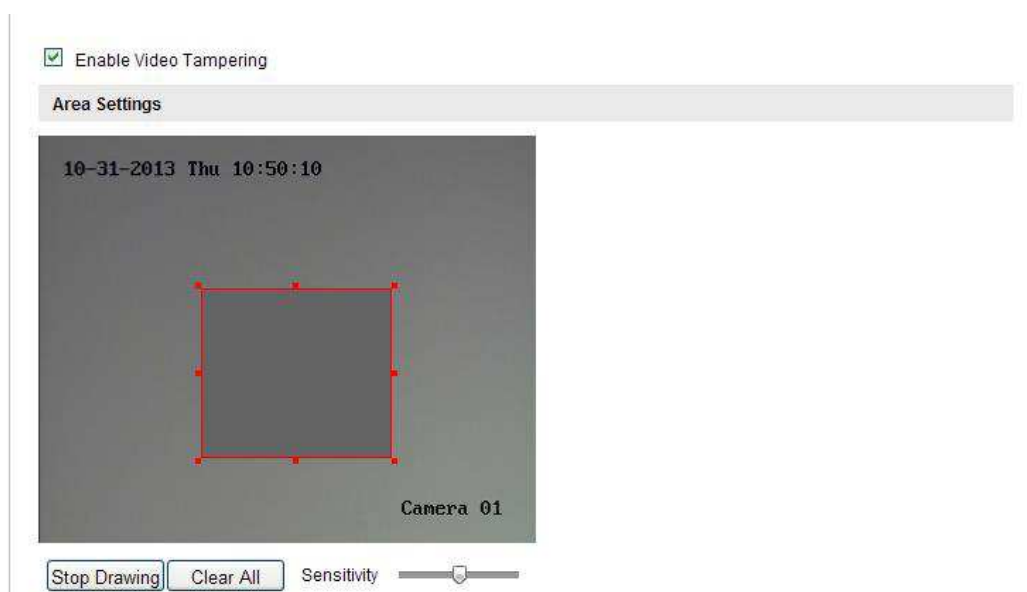 Enable Video Tampering
Area Settings
10-31-2013 Thu 10:50:10
Camera 01
Stop Drawing Clear All Sensitivity